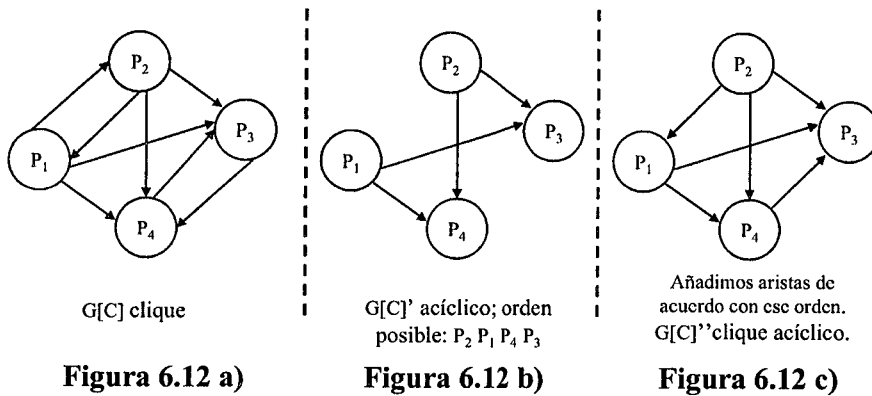 P2
P1
P3
P4
G[C] clique
Figura 6.12 a)
P2
P1
P3
P4
G[C]' acíclico; orden
posible: P2 P1 P4 P3
Figura 6.12 b)
P2
P1
P3
P4
Añadimos aristas de
acuerdo con ese orden.
G[C]'' clique acíclico.
Figura 6.12 c)